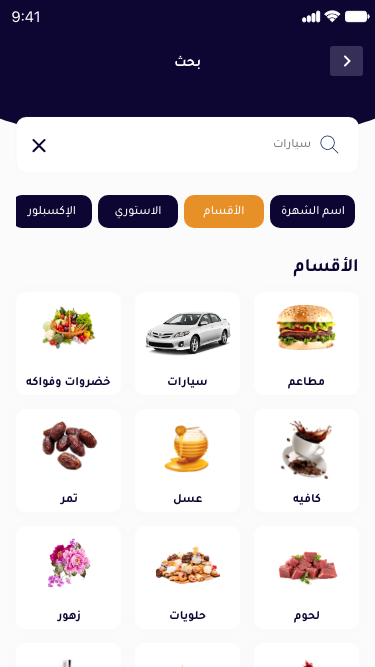 9:41
بحث
سيارات
اسم الشهرة
الأقسام
الاستوري
الإكسبلور
الأقسام
مطاعم
سيارات
خضروات وفواكه
كافيه
عسل
تمر
لحوم
حلويات
زهور